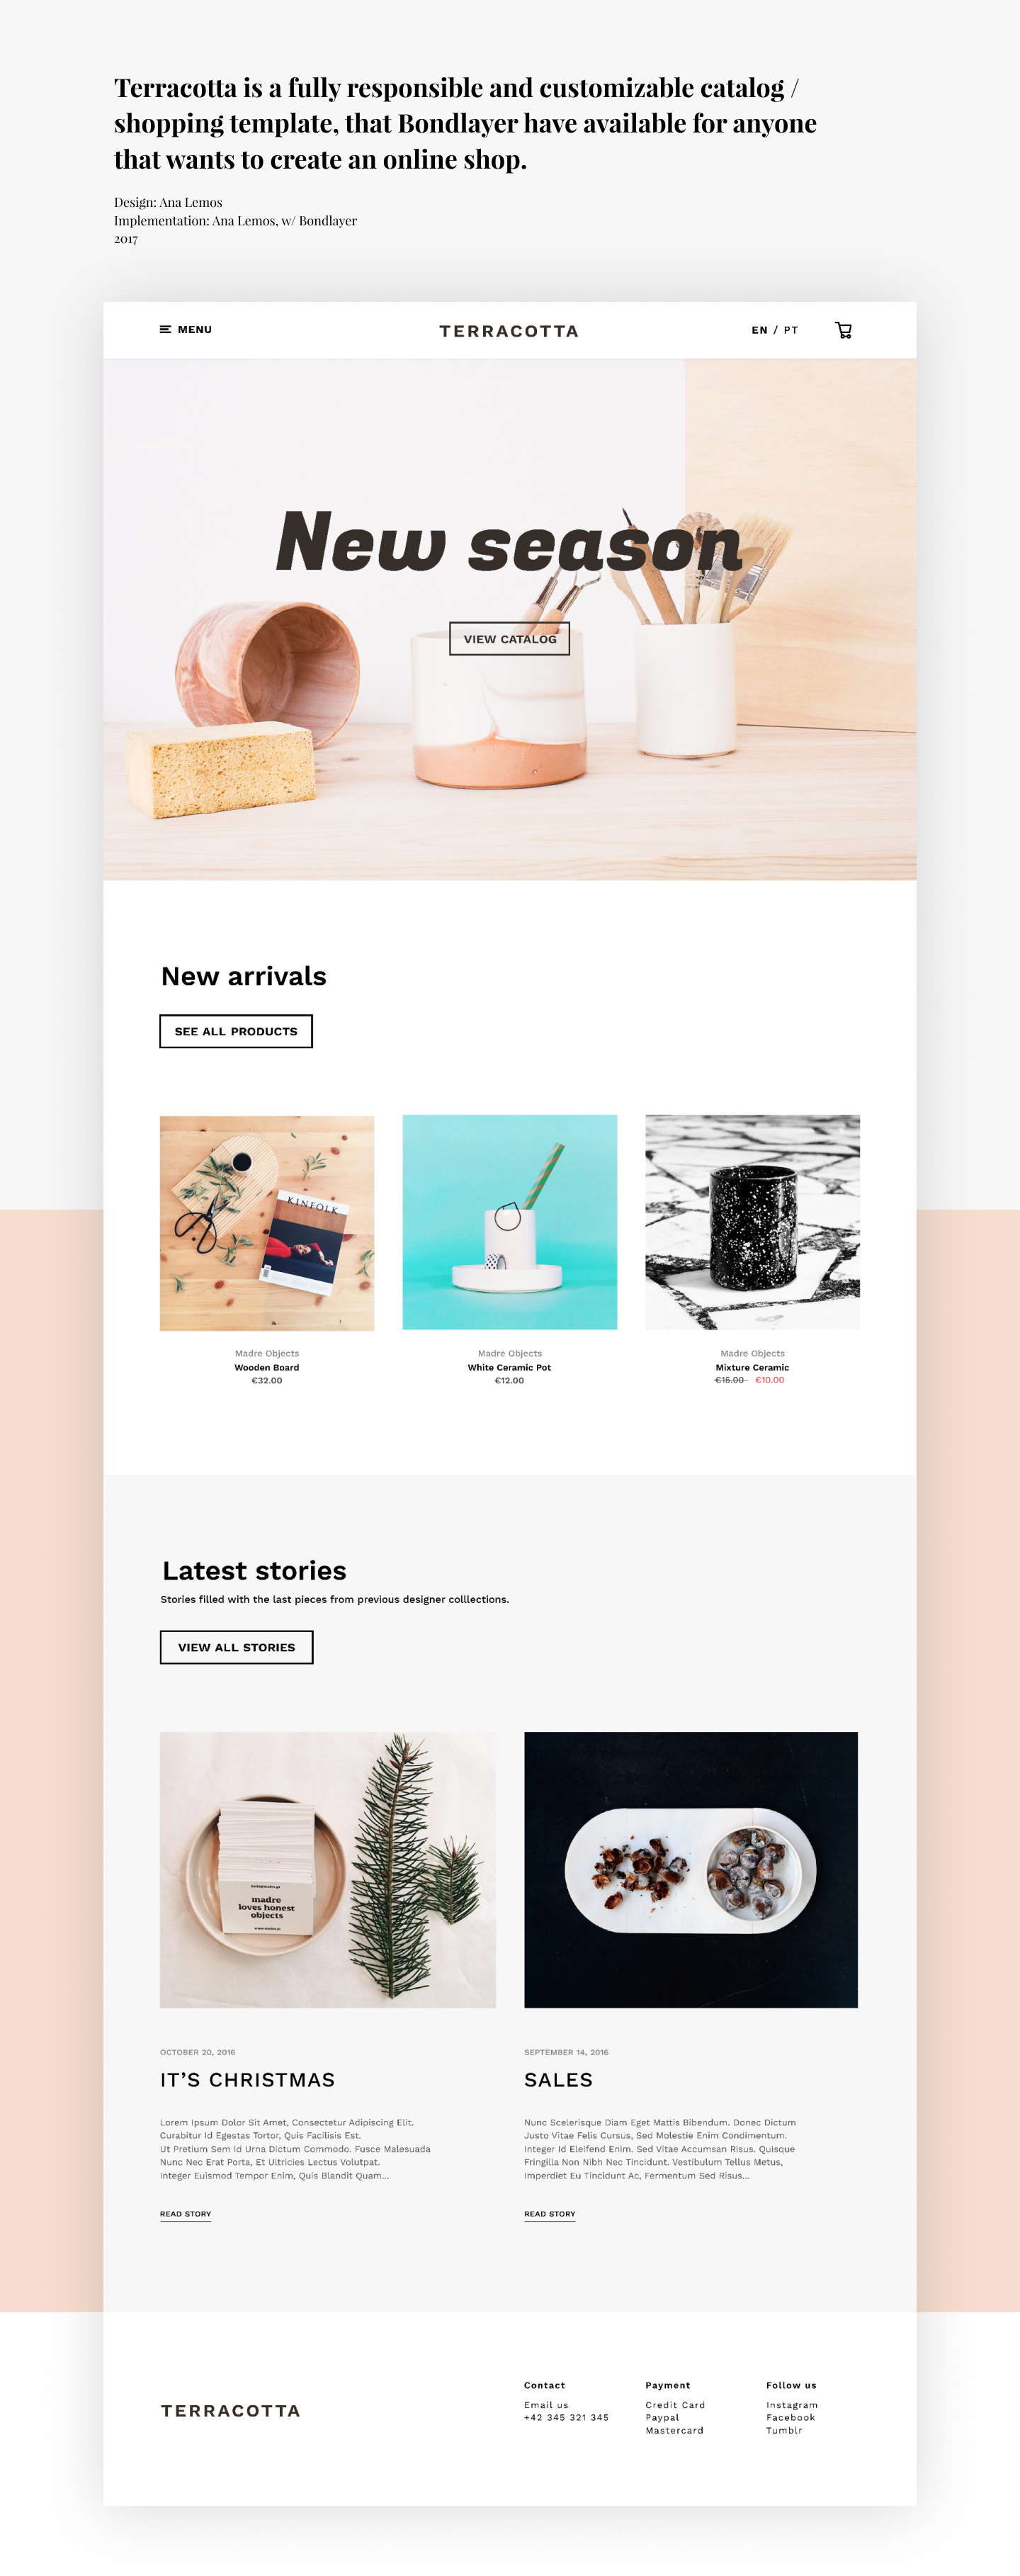 Terracotta is a fully responsible and customizable catalog /
shopping template, that Bondlayer have available for anyone
that wants to create an online shop.
Design: Ana Lemos
Implementation: Ana Lemos, w/ Bondlayer
2017
MENU
TERRACOTTA
EN / PT
New season
VIEW CATALOG
New arrivals
SEE ALL PRODUCTS
KINFOLK
Madre Objects
Wooden Board
€32.00
Madre Objects
White Ceramic Pot
€12.00
Madre Objects
Mixture Ceramic
€15.00 €10.00
Latest stories
Stories filled with the last pieces from previous designer colllections.
VIEW ALL STORIES
madre
loves honest
objects
www.madre.pt
OCTOBER 20, 2016
IT'S CHRISTMAS
Lorem Ipsum Dolor Sit Amet, Consectetur Adipiscing Elit.
Curabitur Id Egestas Tortor, Quis Facilisis Est.
Ut Pretium Sem Id Urna Dictum Commodo. Fusce Malesuada
Nunc Nec Erat Porta, Et Ultricies Lectus Volutpat.
Integer Euismod Tempor Enim, Quis Blandit Quam...
READ STORY
SEPTEMBER 14, 2016
SALES
Nunc Scelerisque Diam Eget Mattis Bibendum. Donec Dictum
Justo Vitae Felis Cursus, Sed Molestie Enim Condimentum.
Integer Id Eleifend Enim. Sed Vitae Accumsan Risus. Quisque
Fringilla Non Nibh Nec Tincidunt. Vestibulum Tellus Metus,
Imperdiet Eu Tincidunt Ac, Fermentum Sed Risus...
READ STORY
TERRACOTTA
Contact
Email us
+42 345 321 345
Payment
Credit Card
Paypal
Mastercard
Follow us
Instagram
Facebook
Tumblr